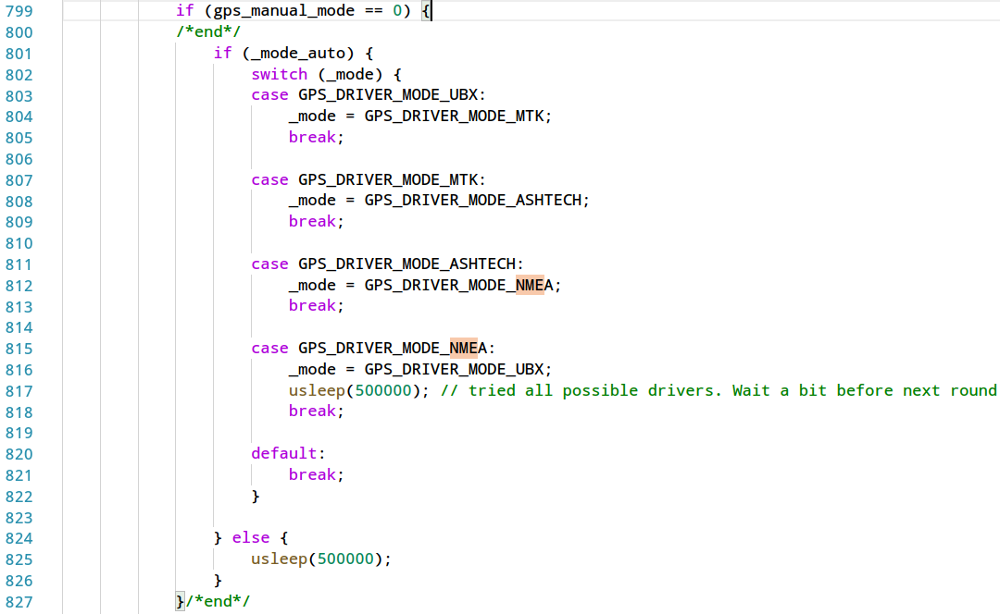 799 if (gps_manual_mode == 0) {
800 /*end*/
801 if (_mode_auto) {
802 switch (_mode) {
803 case GPS_DRIVER_MODE_UBX:
804 _mode = GPS_DRIVER_MODE_MTK;
805 break;
806
807 case GPS_DRIVER_MODE_MTK:
808 _mode = GPS_DRIVER_MODE_ASHTECH;
809 break;
810
811 case GPS_DRIVER_MODE_ASHTECH:
812 _mode = GPS_DRIVER_MODE_NMEA;
813 break;
814
815 case GPS_DRIVER_MODE_NMEA:
816 _mode = GPS_DRIVER_MODE_UBX;
817 usleep(500000); // tried all possible drivers. Wait a bit before next round
818 break;
819
820 default:
821 break;
822 }
823
824 } else {
825 usleep(500000);
826 }
827 }/*end*/